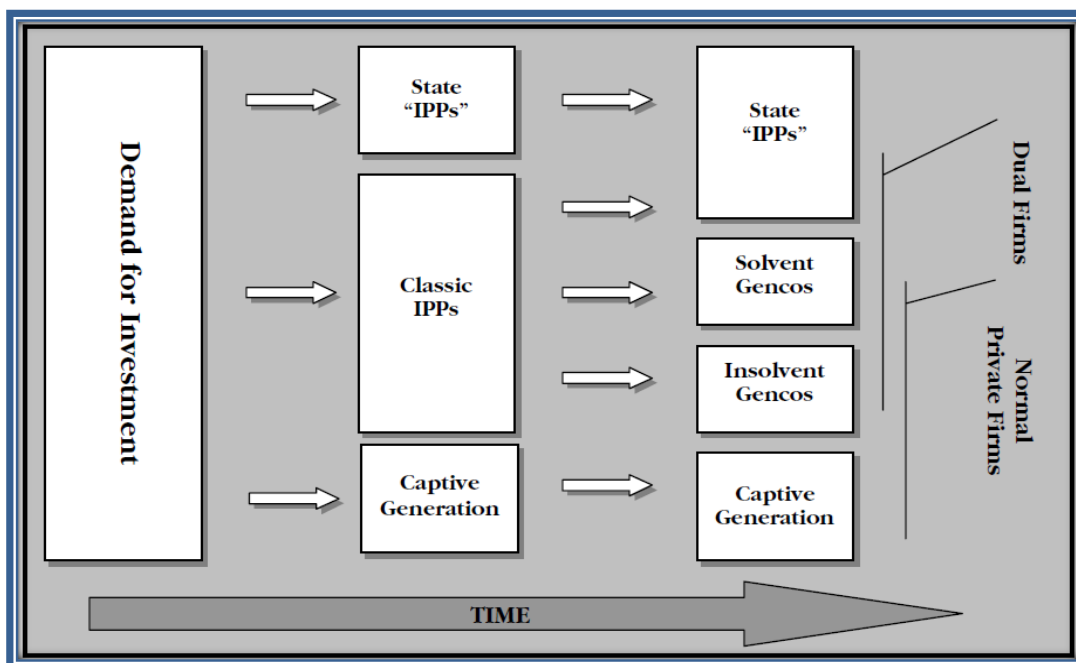 Demand for Investment
State
“IPPs”
Classic
IPPs
Captive
Generation
State
“IPPs”
Solvent
Gencos
Insolvent
Gencos
Captive
Generation
Dual Firms
Normal
Private Firms
TIME